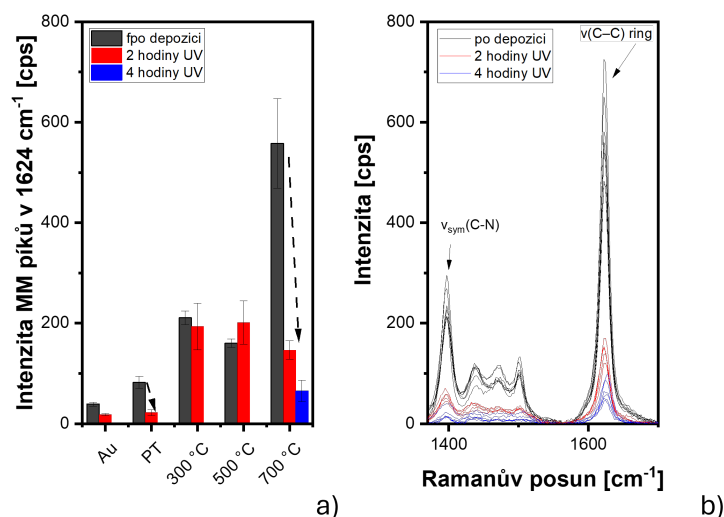 800
600
400
200
0
Intenzita MM píků v 1624 cm-1 [cps]
fpo depozici
2 hodiny UV
4 hodiny UV
Au
PT
300 °C
500 °C
700 °C
a)
800
600
400
200
0
Intenzita [cps]
po depozici
2 hodiny UV
4 hodiny UV
ν(C–C) ring
νsym(C-N)
1400
1600
Ramanův posun [cm-1]
b)